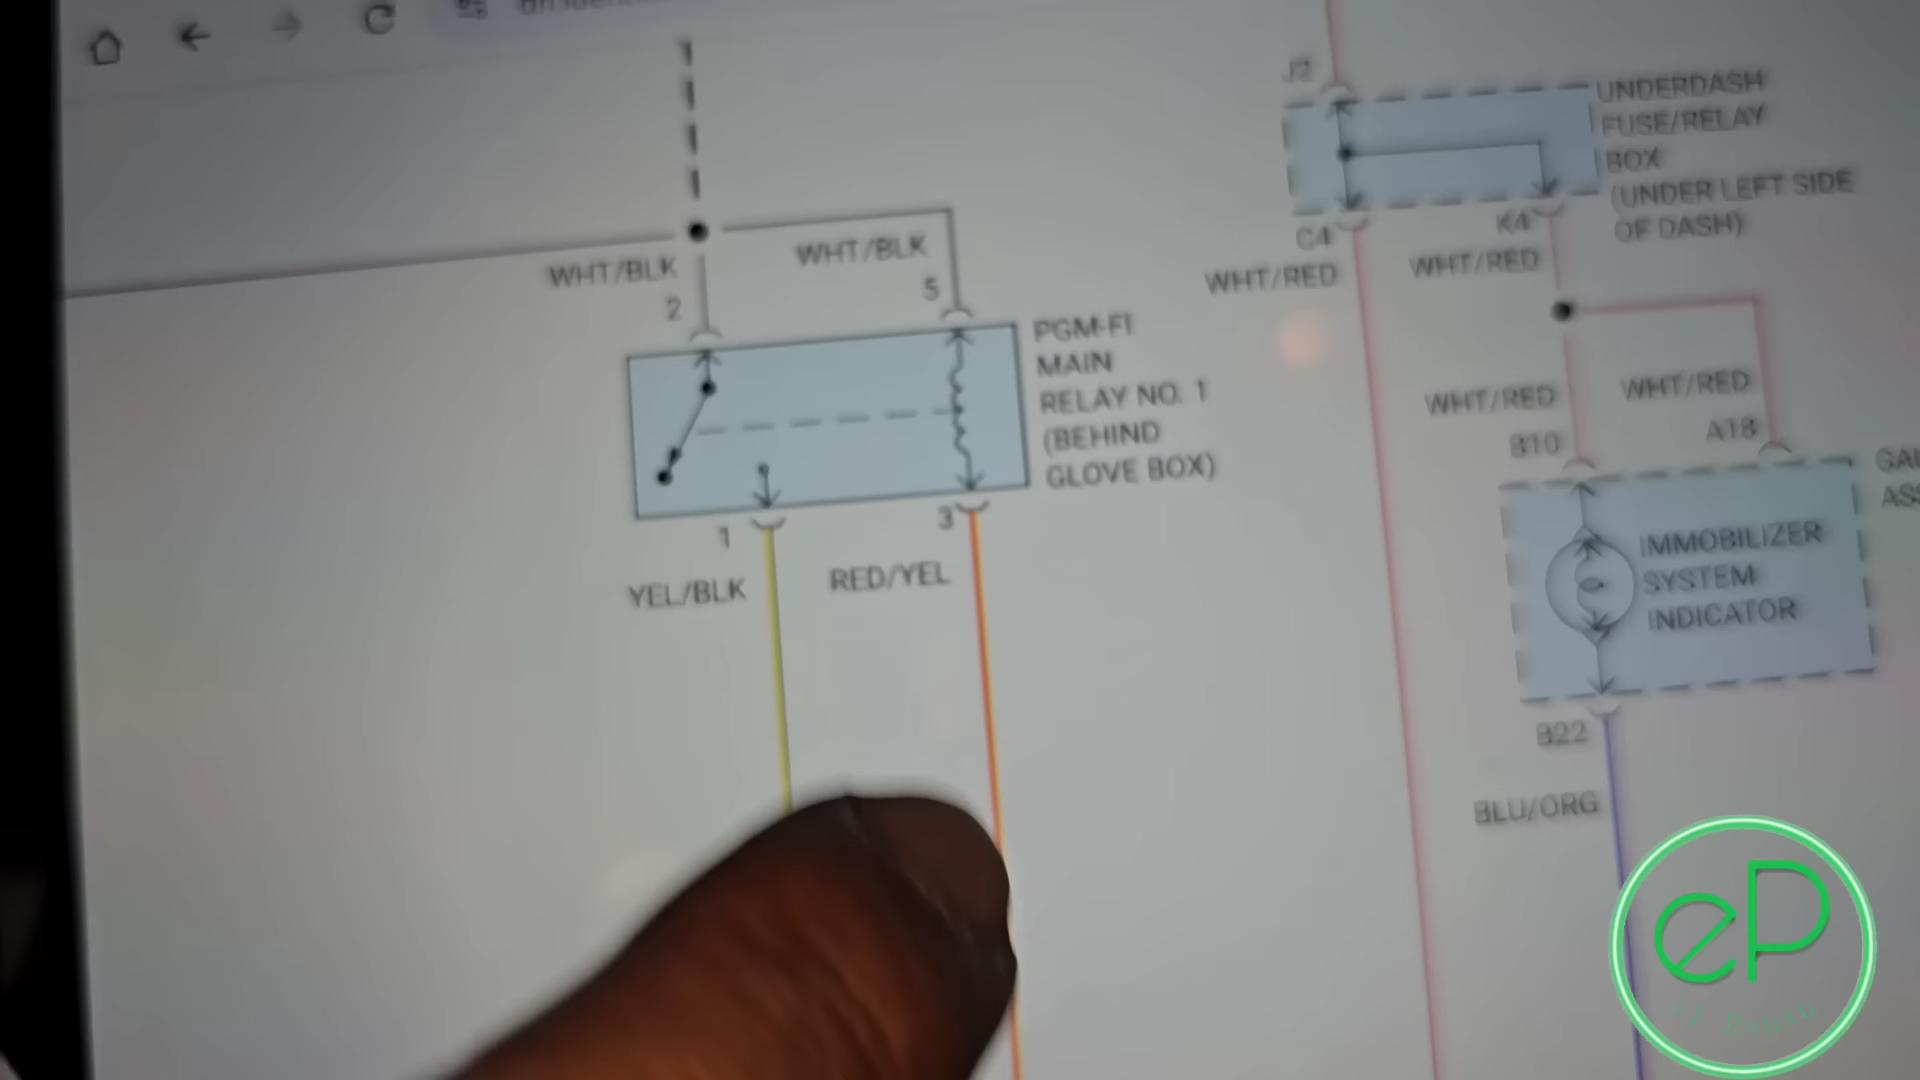 J2
UNDERDASH
FUSE/RELAY
BOX
(UNDER LEFT SIDE
OF DASH)
C4
K4
WHT/RED
WHT/RED
WHT/BLK
WHT/BLK
2
5
PGM-FI
MAIN
RELAY NO. 1
(BEHIND
GLOVE BOX)
1
3
YEL/BLK
RED/YEL
WHT/RED
WHT/RED
B10
A18
IMMOBILIZER
SYSTEM
INDICATOR
B22
BLU/ORG
eP